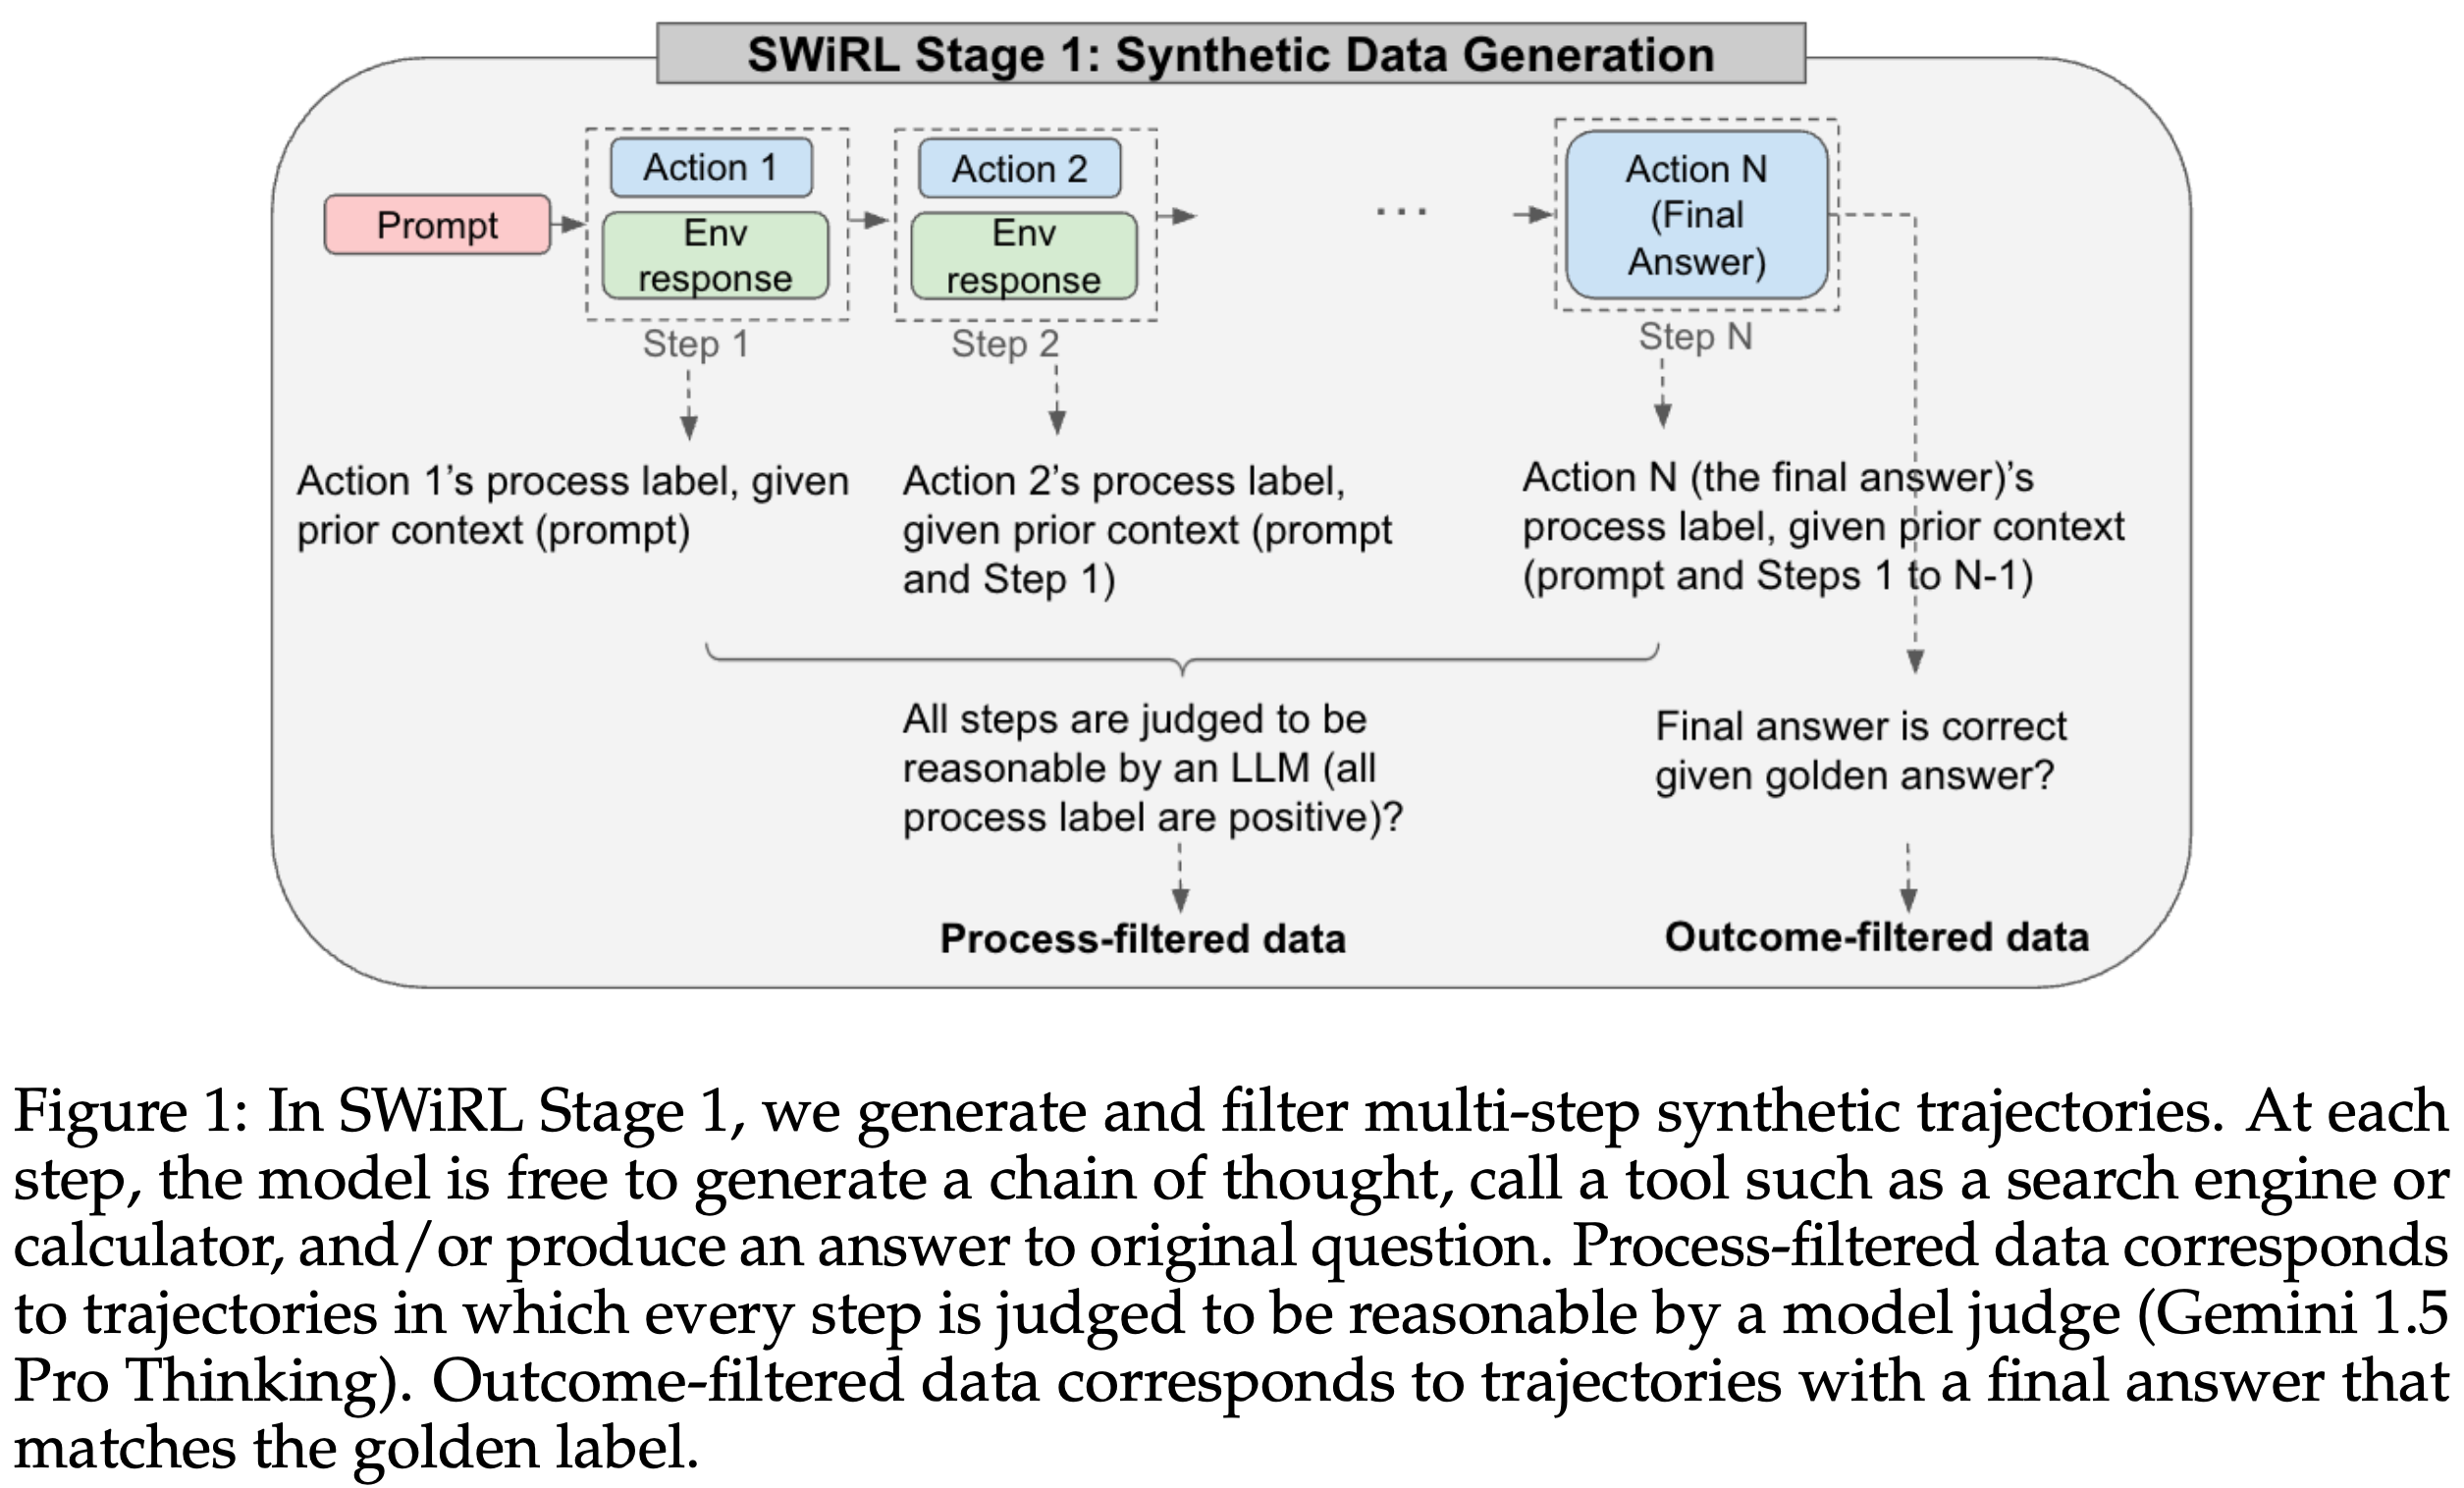 SWiRL Stage 1: Synthetic Data Generation
Prompt
Action 1
Env
response
Step 1
Action 2
Env
response
Step 2
...
Action N
(Final
Answer)
Step N
Action 1's process label, given
prior context (prompt)
Action 2's process label,
given prior context (prompt
and Step 1)
Action N (the final answer)'s
process label, given prior context
(prompt and Steps 1 to N-1)
All steps are judged to be
reasonable by an LLM (all
process label are positive)?
Final answer is correct
given golden answer?
Process-filtered data
Outcome-filtered data
Figure 1: In SWiRL Stage 1, we generate and filter multi-step synthetic trajectories. At each
step, the model is free to generate a chain of thought, call a tool such as a search engine or
calculator, and/or produce an answer to original question. Process-filtered data corresponds
to trajectories in which every step is judged to be reasonable by a model judge (Gemini 1.5
Pro Thinking). Outcome-filtered data corresponds to trajectories with a final answer that
matches the golden label.